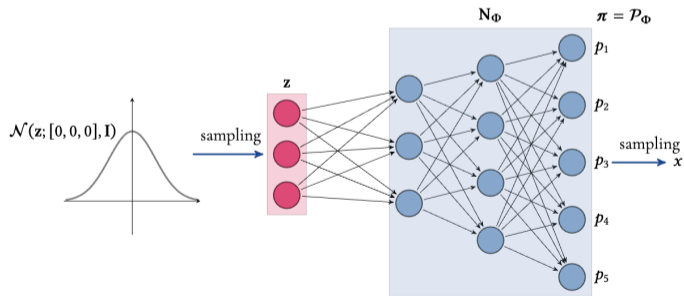 N_Φ
π = 𝒫_Φ
z
𝒩(z; [0, 0, 0], I)
sampling
p₁
p₂
p₃
p₄
p₅
sampling
x